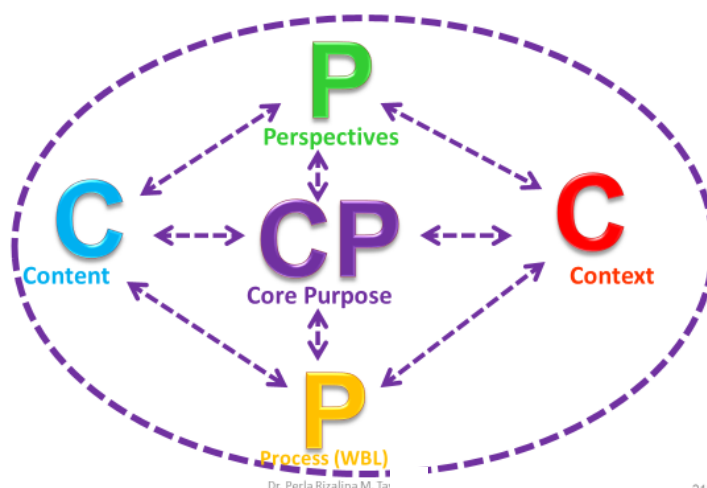 P
Perspectives
C
Content
CP
Core Purpose
C
Context
P
Process (WBL)
Dr. Perla Rizalina M.